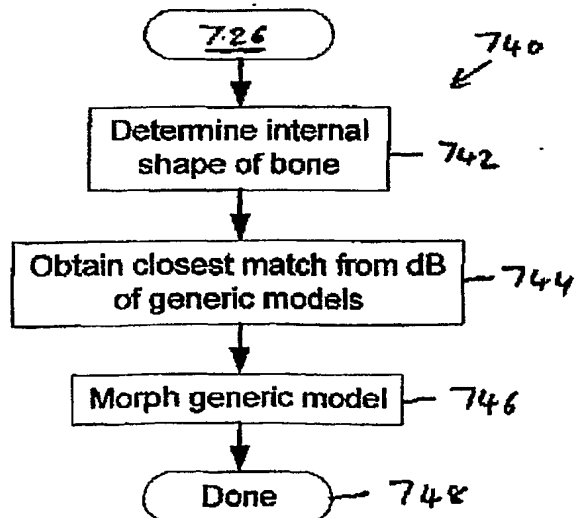 726
740
Determine internal
shape of bone
742
Obtain closest match from dB
of generic models
744
Morph generic model
746
Done
748